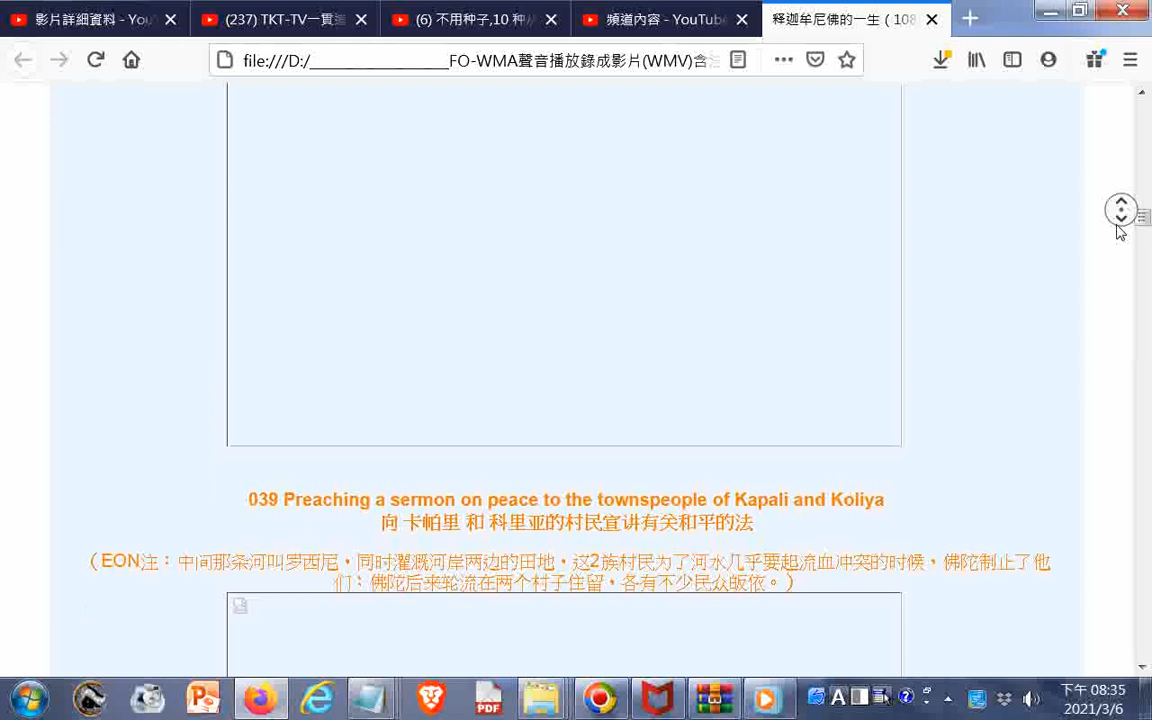 影片詳細資料 - You
(237) TKT-TV一貫道
(6) 不用种子,10 种
頻道內容 - YouTube
释迦牟尼佛的一生（108
file:///D:/________________FO-WMA聲音播放錄成影片(WMV)含
039 Preaching a sermon on peace to the townspeople of Kapali and Koliya
向 卡帕里 和 科里亚的村民宣讲有关和平的法
（EON注：中间那条河叫罗西尼，同时灌溉河岸两边的田地，这2族村民为了河水几乎要起流血冲突的时候，佛陀制止了他
们；佛陀后来轮流在两个村子住留，各有不少民众皈依。）
PDF
A
下午 08:35
2021/3/6